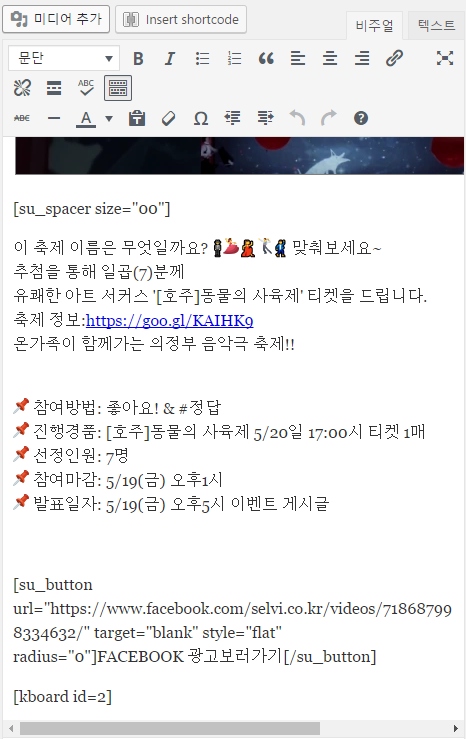 미디어 추가
Insert shortcode
비주얼
텍스트
문단
B I
ABC
ABC
A
Ω
[su_spacer size="00"]
이 축제 이름은 무엇일까요? 맞춰보세요~
추첨을 통해 일곱(7)분께
유쾌한 아트 서커스 '[호주]동물의 사육제' 티켓을 드립니다.
축제 정보:https://goo.gl/KAIHK9
온가족이 함께가는 의정부 음악극 축제!!
📌 참여방법: 좋아요! & #정답
📌 진행경품: [호주]동물의 사육제 5/20일 17:00시 티켓 1매
📌 선정인원: 7명
📌 참여마감: 5/19(금) 오후1시
📌 발표일자: 5/19(금) 오후5시 이벤트 게시글
[su_button
url="https://www.facebook.com/selvi.co.kr/videos/71868799
8334632/" target="blank" style="flat"
radius="0"]FACEBOOK 광고보러가기[/su_button]
[kboard id=2]